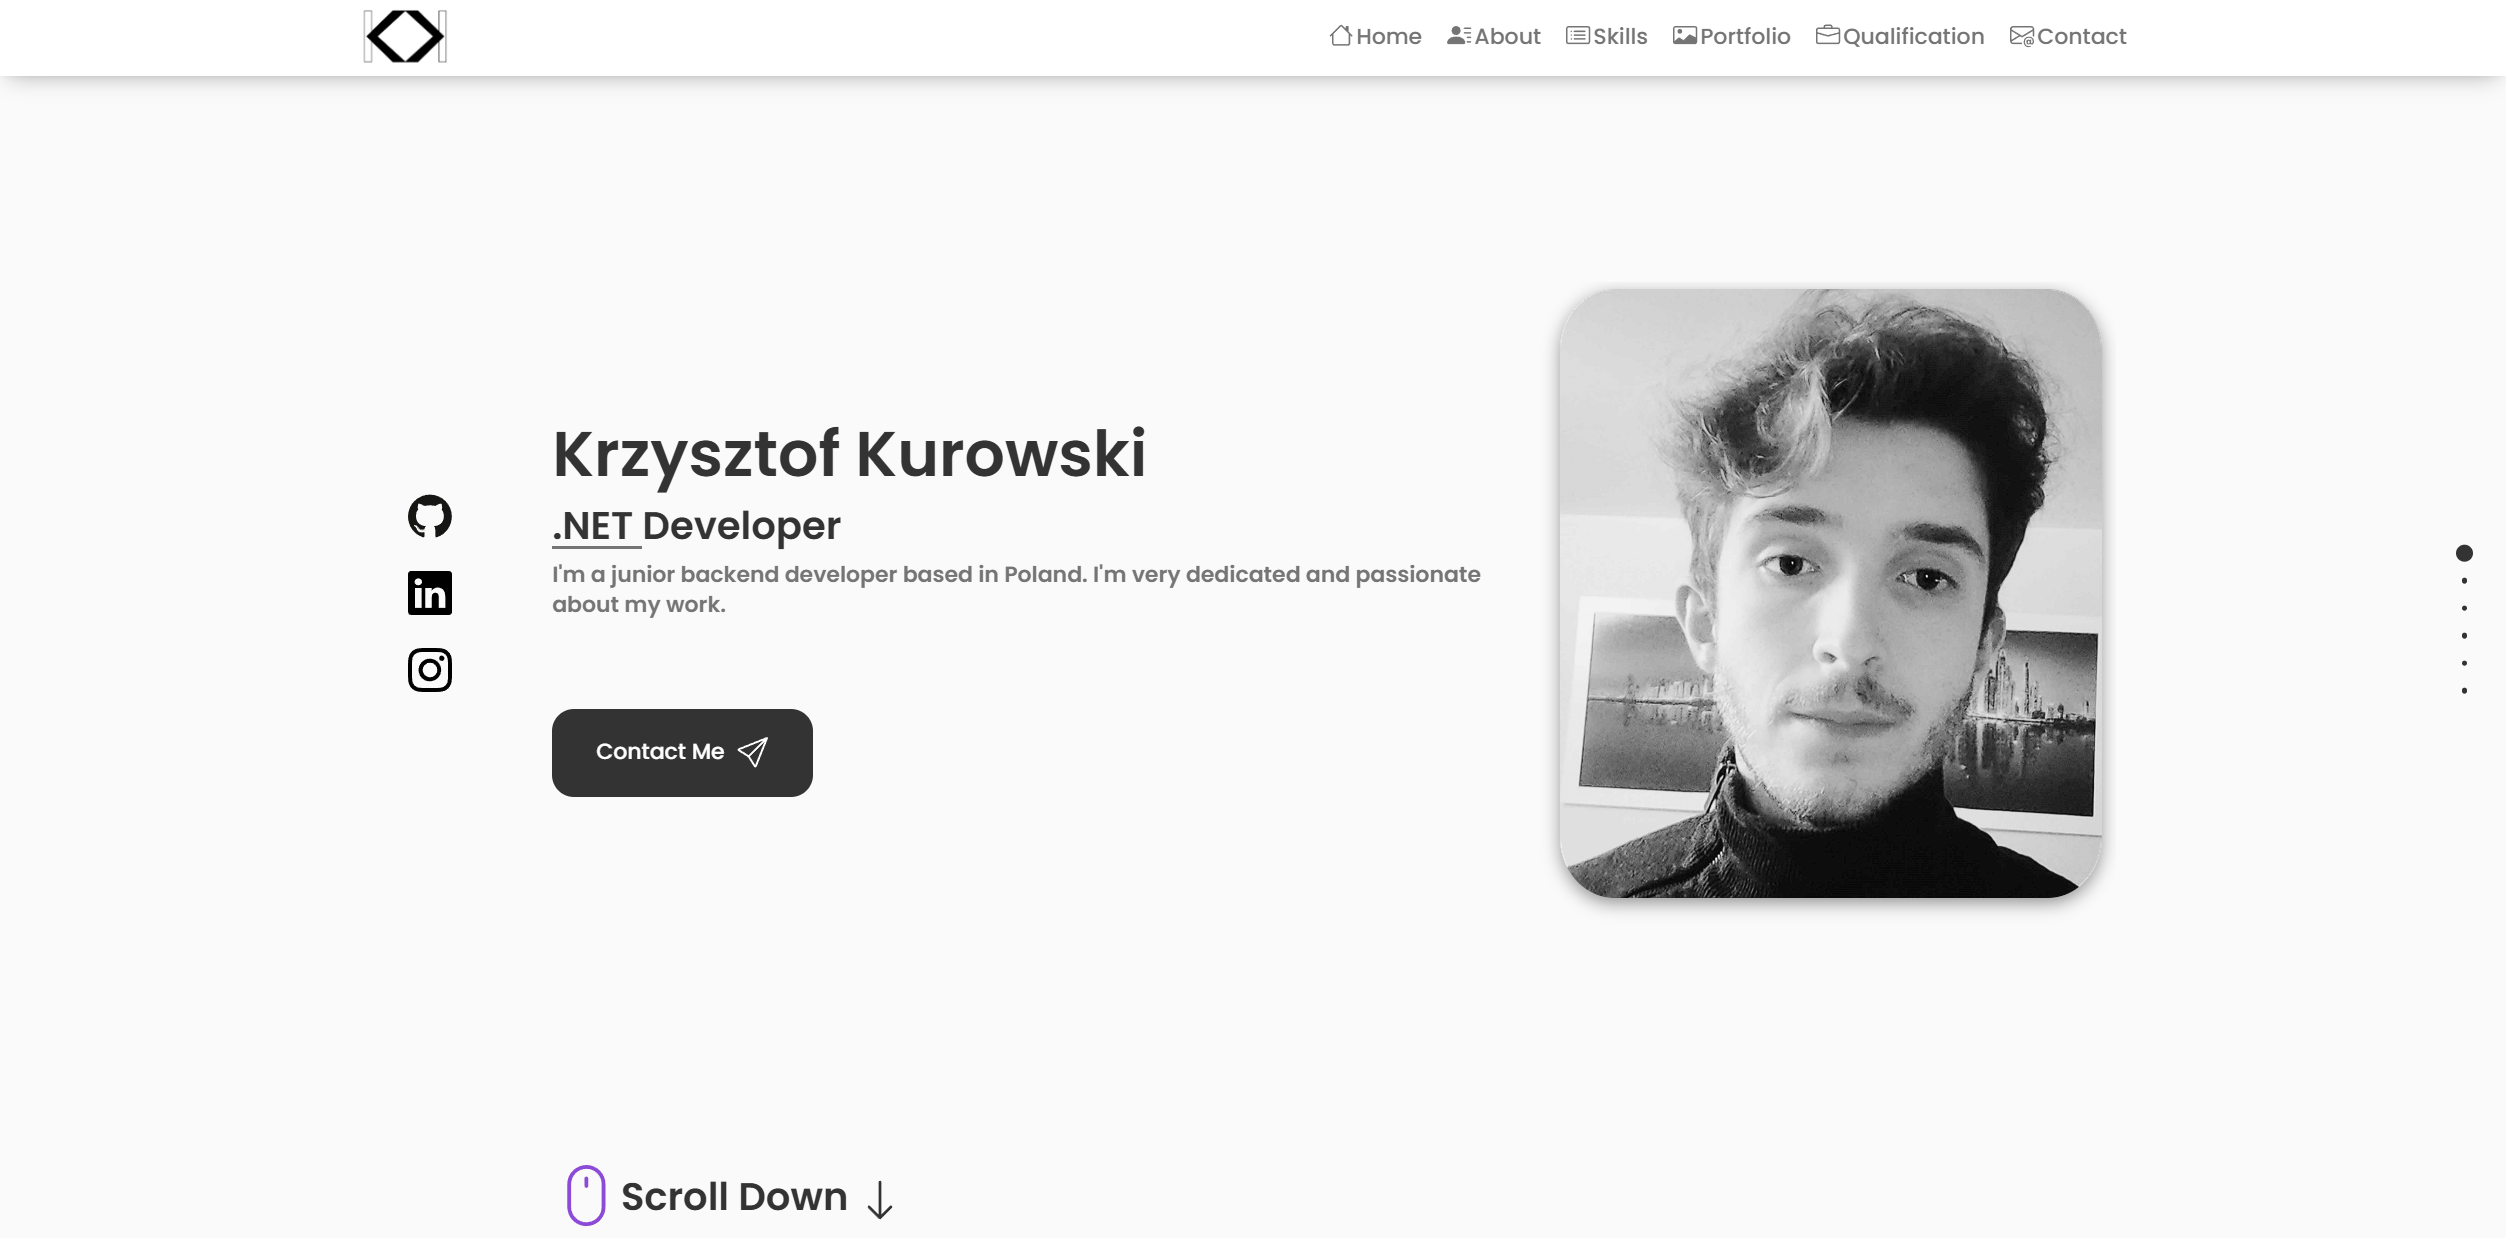 Home About Skills Portfolio Qualification Contact
Krzysztof Kurowski
.NET Developer
I'm a junior backend developer based in Poland. I'm very dedicated and passionate
about my work.
Contact Me
Scroll Down